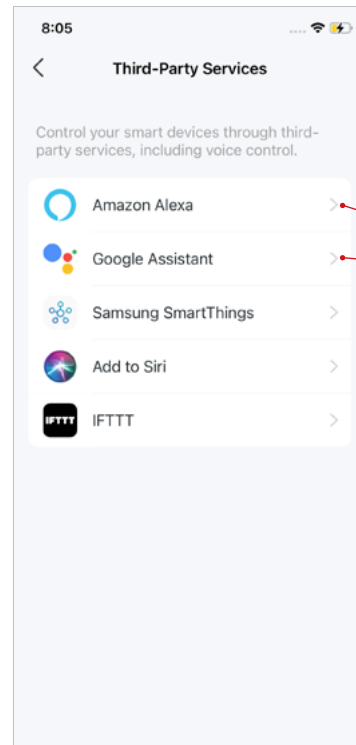 8:05
Third-Party Services
Control your smart devices through third-
party services, including voice control.
Amazon Alexa
Google Assistant
Samsung SmartThings
Add to Siri
IFTTT IFTTT